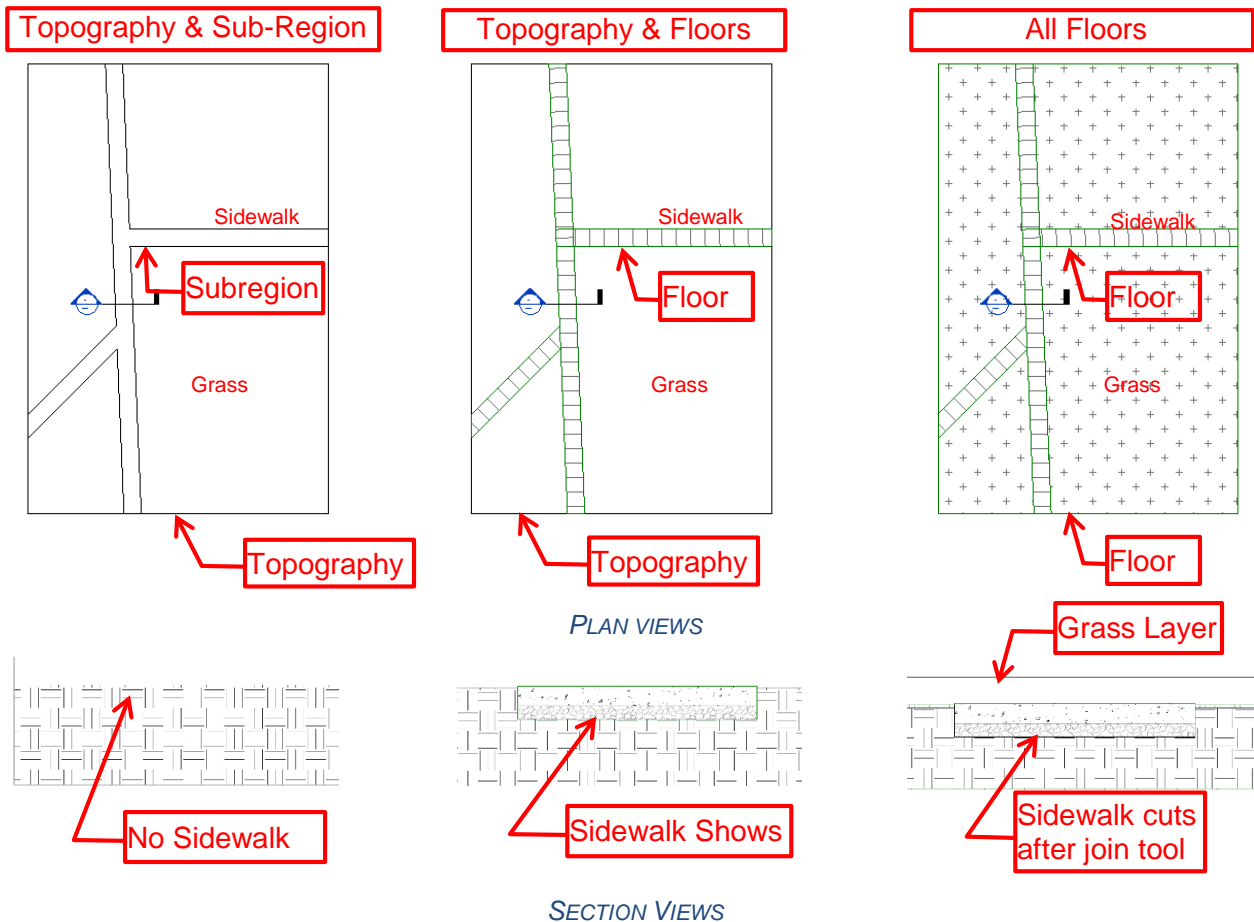 Topography & Sub-Region
Topography & Floors
All Floors
Sidewalk
Sidewalk
Sidewalk
Subregion
Floor
Floor
Grass
Grass
Grass
Topography
Topography
Floor
PLAN VIEWS
Grass Layer
No Sidewalk
Sidewalk Shows
Sidewalk cuts
after join tool
SECTION VIEWS